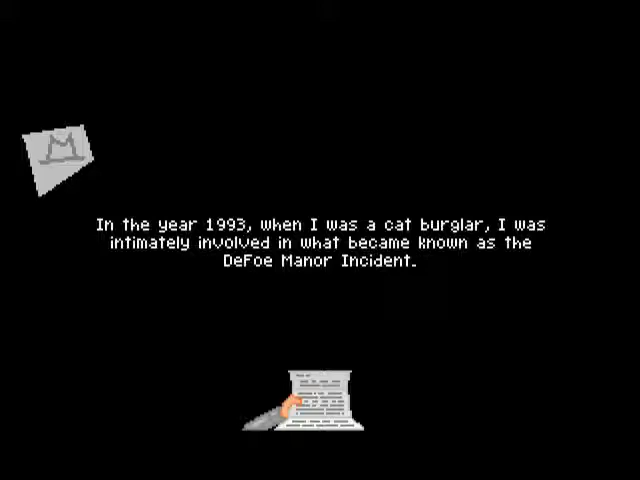 In the year 1993, when I was a cat burglar, I was
intimately involved in what became known as the
DeFoe Manor Incident.